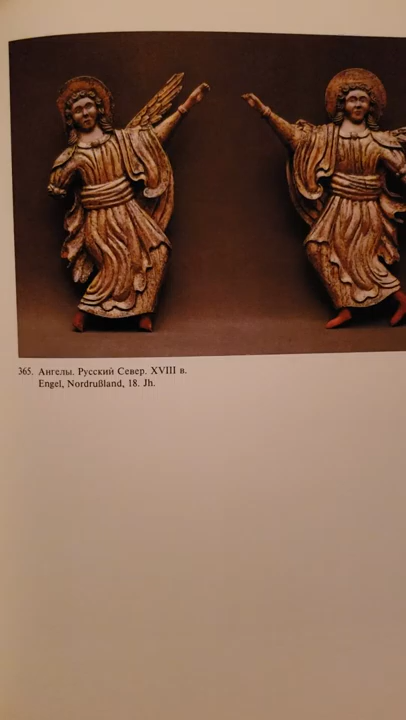 365. Ангелы. Русский Север. XVIII в.
Engel, Nordrußland, 18. Jh.